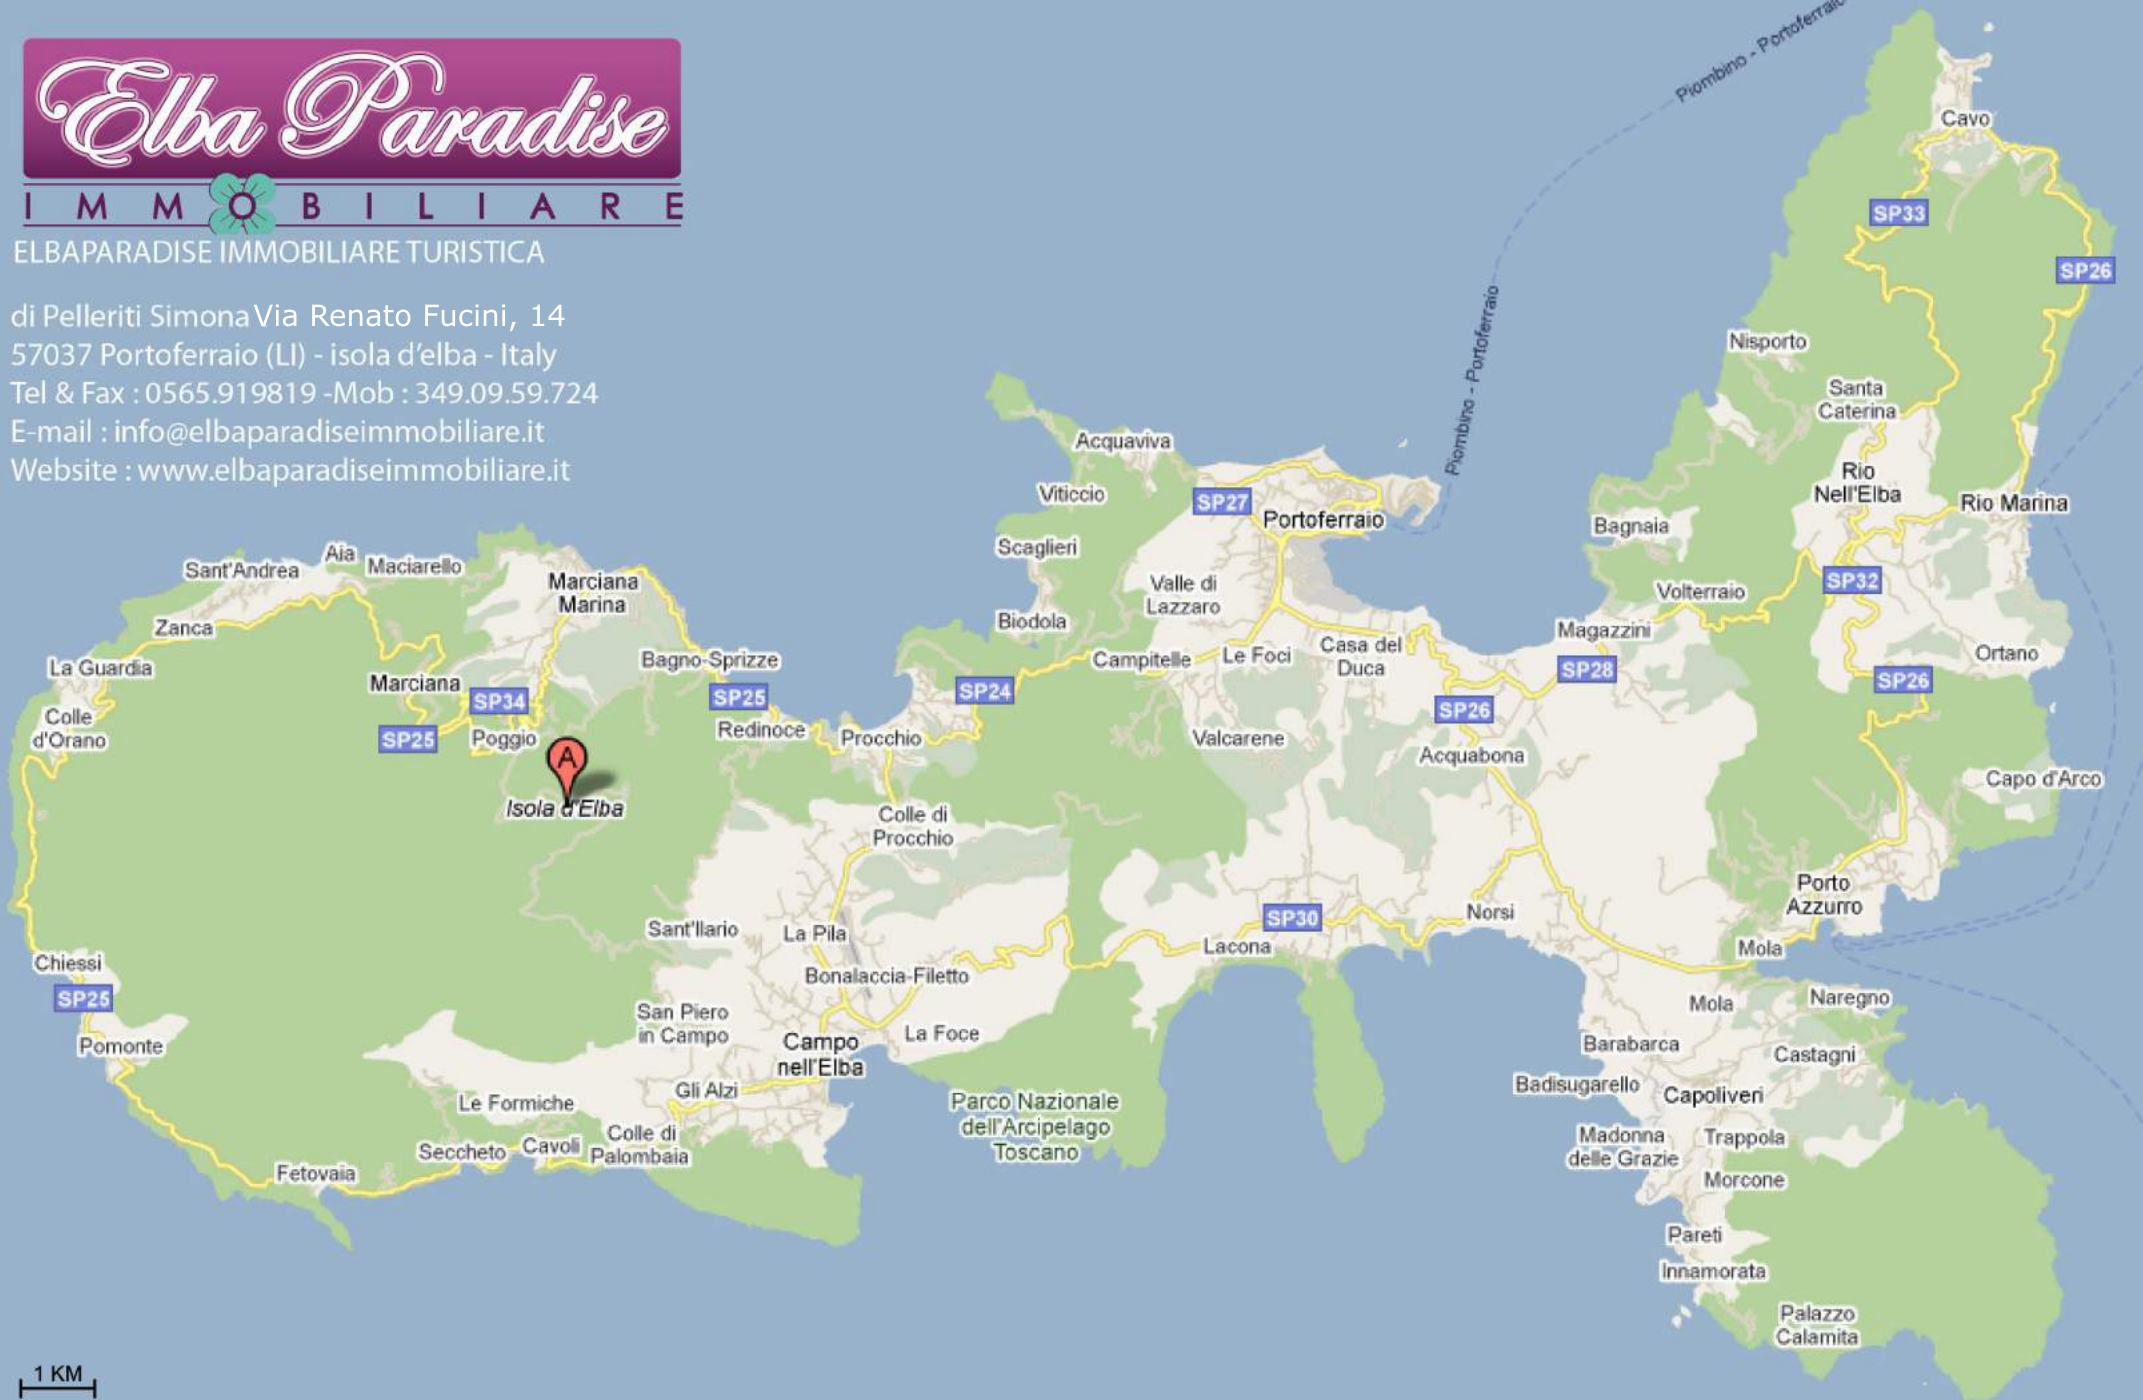 Elba Paradise
IMMOBILIARE
ELBAPARADISE IMMOBILIARE TURISTICA
di Pelleriti Simona Via Renato Fucini, 14
57037 Portoferraio (LI) - isola d'elba - Italy
Tel & Fax : 0565.919819 -Mob : 349.09.59.724
E-mail : info@elbaparadiseimmobiliare.it
Website : www.elbaparadiseimmobiliare.it
Piombino - Portoferraio
Cavo
SP33
SP26
Piombino - Portoferraio
Nisporto
Santa
Caterina
Acquaviva
Rio
Nell'Elba
Viticcio
SP27
Rio Marina
Portoferraio
Bagnaia
Scaglieri
Aia
Maciarello
Sant'Andrea
Marciana
Marina
Valle di
Lazzaro
SP32
Volterraio
Biodola
Zanca
Magazzini
Casa del
Duca
Le Foci
Campitelle
Bagno-Sprizze
Ortano
La Guardia
SP28
Marciana
SP34
SP25
SP24
SP26
SP26
Colle
d'Orano
SP25
Poggio
Redinoce
Procchio
Valcarene
Acquabona
A
Isola d'Elba
Capo d'Arco
Colle di
Procchio
Porto
Azzurro
SP30
Norsi
Sant'Ilario
La Pila
Lacona
Mola
Chiessi
Bonalaccia-Filetto
SP25
Mola
Naregno
San Piero
in Campo
La Foce
Campo
nell'Elba
Pomonte
Barabarca
Castagni
Badisugarello
Capoliveri
Gli Alzi
Le Formiche
Parco Nazionale
dell'Arcipelago
Toscano
Colle di
Palombaia
Cavoli
Seccheto
Madonna
delle Grazie
Trappola
Fetovaia
Morcone
Pareti
Innamorata
Palazzo
Calamita
1 KM